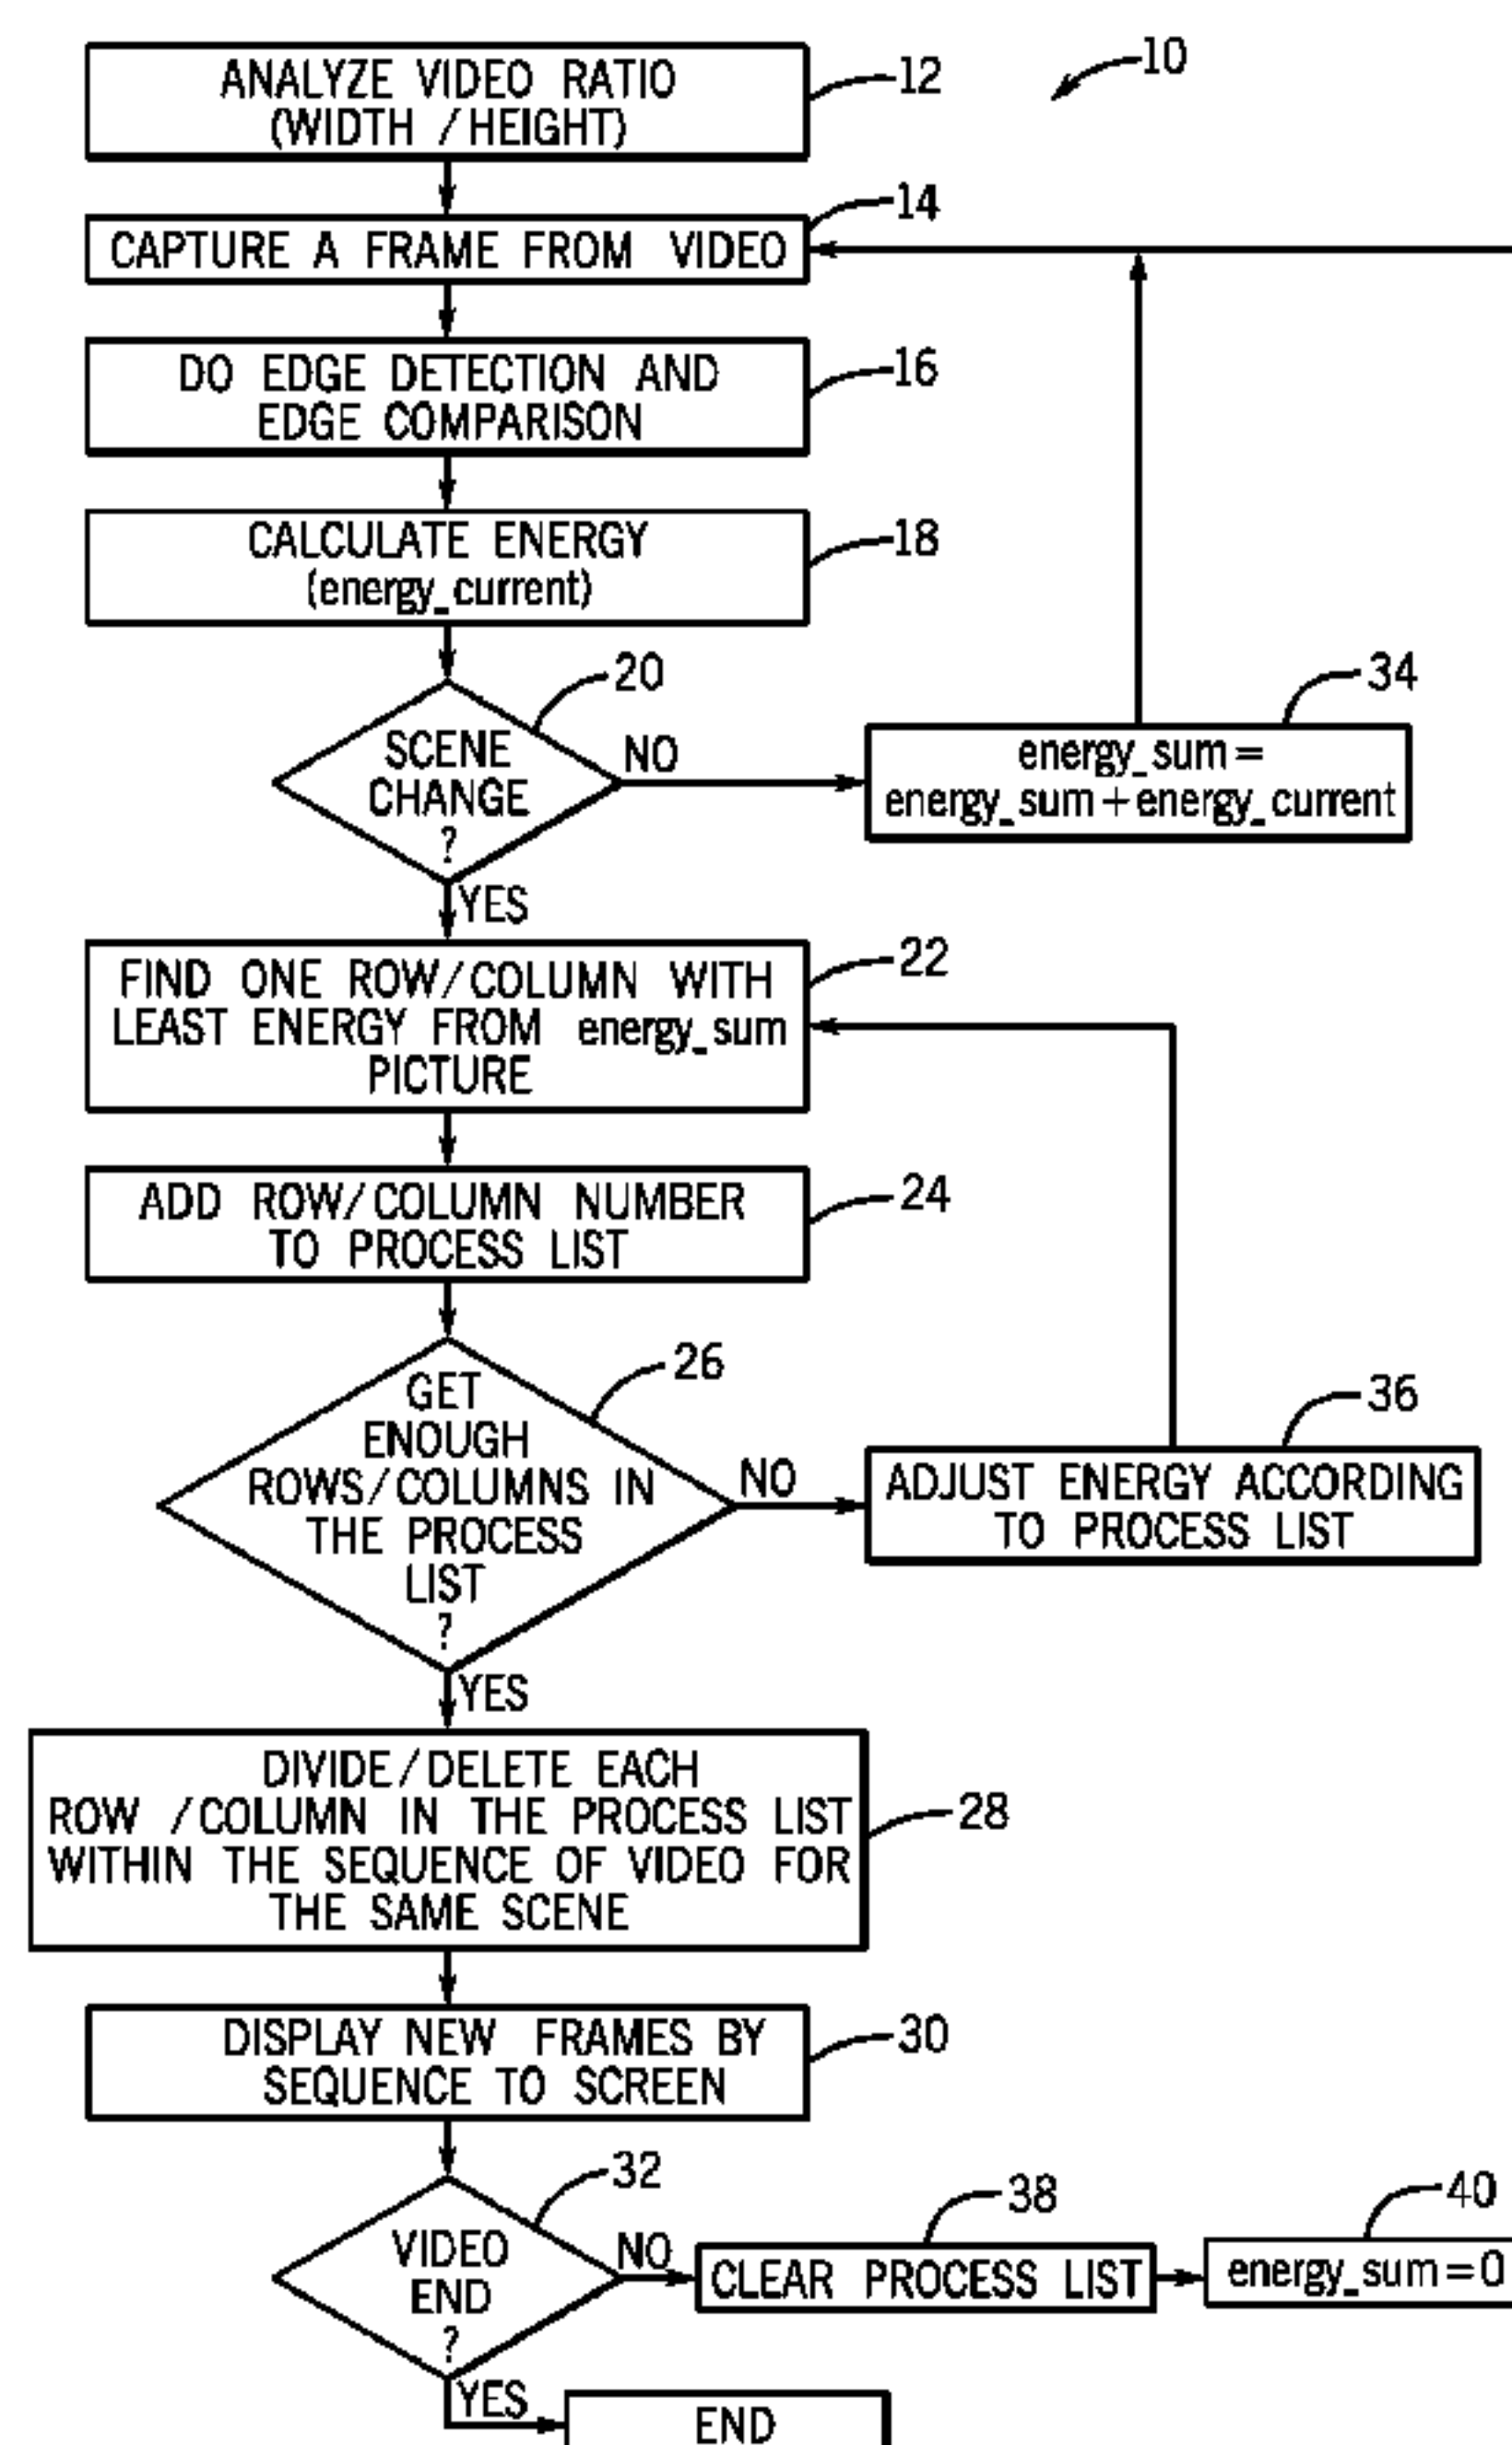 ANALYZE VIDEO RATIO
(WIDTH / HEIGHT)
12
10
14
CAPTURE A FRAME FROM VIDEO
DO EDGE DETECTION AND
EDGE COMPARISON
16
CALCULATE ENERGY
(energy_current)
18
20
SCENE
CHANGE
?
NO
34
energy_sum =
energy_sum + energy_current
YES
FIND ONE ROW/COLUMN WITH
LEAST ENERGY FROM energy_sum
PICTURE
22
ADD ROW/COLUMN NUMBER
TO PROCESS LIST
24
26
GET
ENOUGH
ROWS/COLUMNS IN
THE PROCESS
LIST
?
NO
36
ADJUST ENERGY ACCORDING
TO PROCESS LIST
YES
DIVIDE/DELETE EACH
ROW /COLUMN IN THE PROCESS LIST
WITHIN THE SEQUENCE OF VIDEO FOR
THE SAME SCENE
28
DISPLAY NEW FRAMES BY
SEQUENCE TO SCREEN
30
32
VIDEO
END
?
NO
38
CLEAR PROCESS LIST
40
energy_sum = 0
YES
END